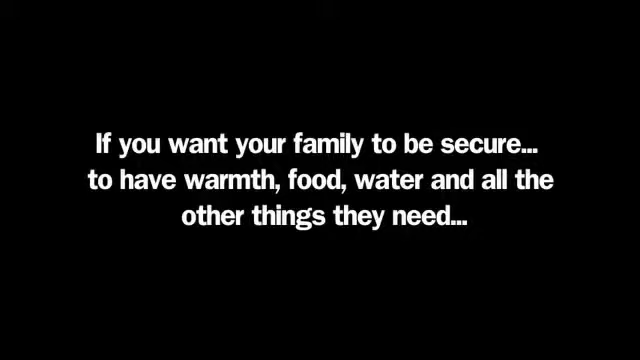 If you want your family to be secure...
to have warmth, food, water and all the
other things they need...